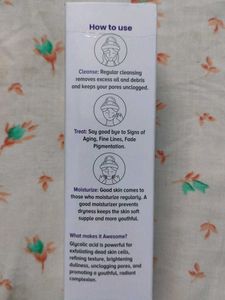 How to use
Cleanse: Regular cleansing
removes excess oil and debris
and keeps your pores unclogged.
Treat: Say good bye to Signs of
Aging, Fine Lines, Fade
Pigmentation.
Moisturize: Good skin comes to
those who moisturize regularly. A
good moisturizer prevents
dryness keeps the skin soft
supple and more youthful.
What makes it Awesome?
Glycolic acid is powerful for
exfoliating dead skin cells,
refining texture, brightening
dullness, unclogging pores, and
promoting a youthful, radiant
complexion.